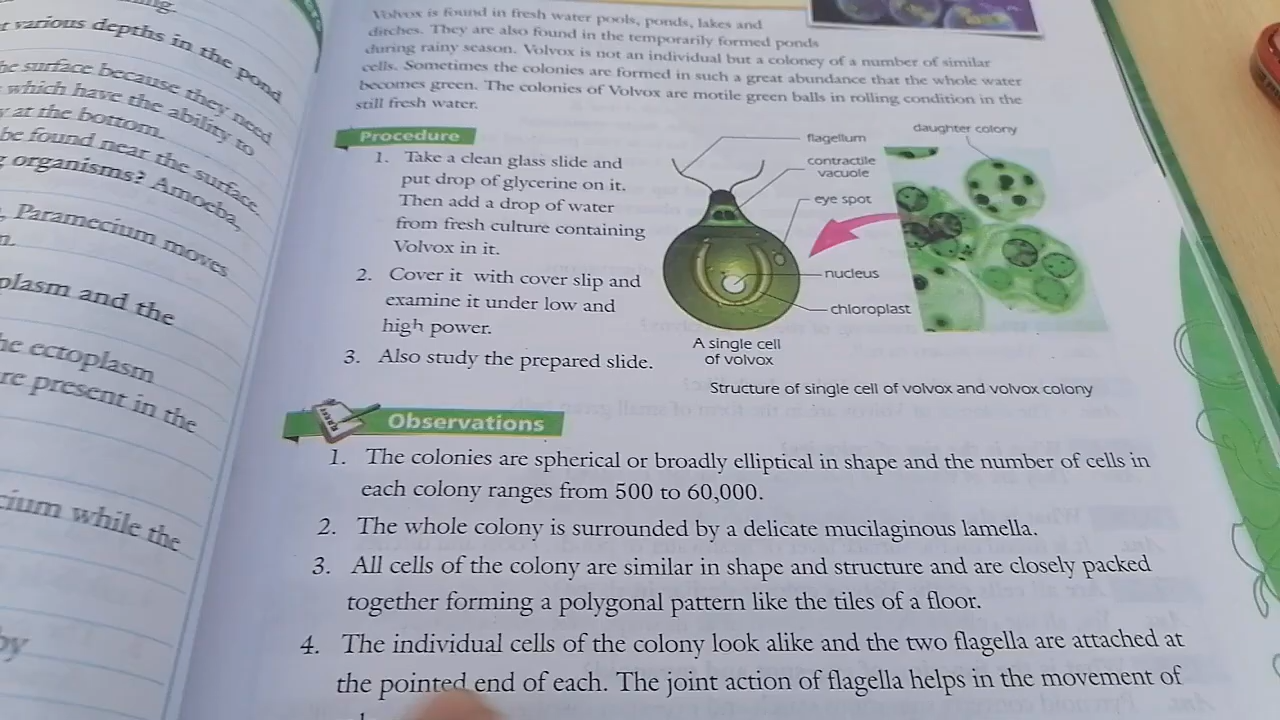 ing.
various depths in the pond
he surface because they need
which have the ability to
at the bottom.
be found near the surface.
organisms? Amoeba,
Paramecium moves
plasm and the
he ectoplasm
re present in the
cium while the
by
Volvox is found in fresh water pools, ponds, lakes and
ditches. They are also found in the temporarily formed ponds
during rainy season. Volvox is not an individual but a coloney of a number of similar
cells. Sometimes the colonies are formed in such a great abundance that the whole water
becomes green. The colonies of Volvox are motile green balls in rolling condition in the
still fresh water.
Procedure
1. Take a clean glass slide and
put drop of glycerine on it.
Then add a drop of water
from fresh culture containing
Volvox in it.
2. Cover it with cover slip and
examine it under low and
high power.
3. Also study the prepared slide.
flagellum
contractile
vacuole
eye spot
nucleus
chloroplast
daughter colony
A single cell
of volvox
Structure of single cell of volvox and volvox colony
Observations
1. The colonies are spherical or broadly elliptical in shape and the number of cells in
each colony ranges from 500 to 60,000.
2. The whole colony is surrounded by a delicate mucilaginous lamella.
3. All cells of the colony are similar in shape and structure and are closely packed
together forming a polygonal pattern like the tiles of a floor.
4. The individual cells of the colony look alike and the two flagella are attached at
the pointed end of each. The joint action of flagella helps in the movement of